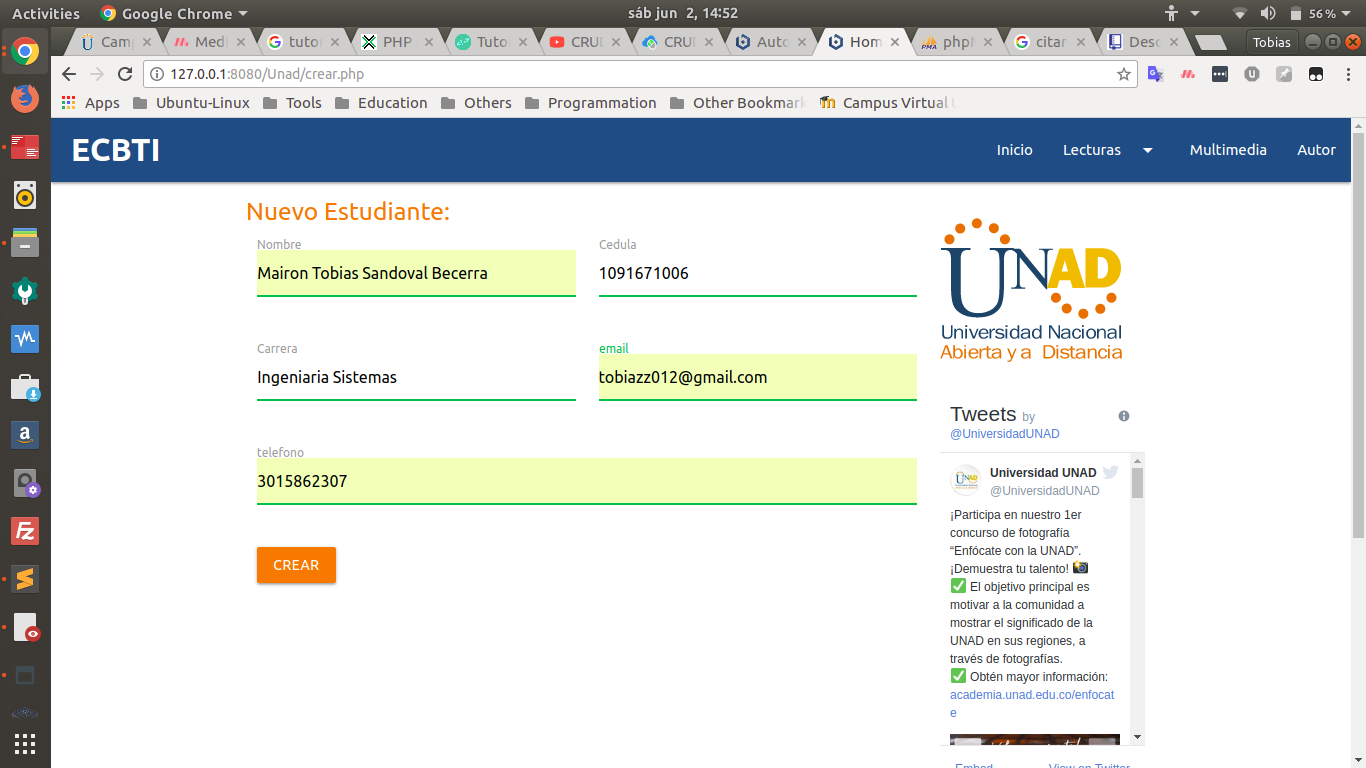 Activities
Google Chrome
sáb jun 2, 14:52
56%
Camp
Medi
tutor
PHP
Tutor
CRUD
CRUD
Auto
Hom
phpM
citar
Desc
Tobias
127.0.0.1:8080/Unad/crear.php
Apps
Ubuntu-Linux
Tools
Education
Others
Programmation
Other Bookmark
Campus Virtual
ECBTI
Inicio
Lecturas
Multimedia
Autor
Nuevo Estudiante:
Nombre
Cedula
Mairon Tobias Sandoval Becerra
1091671006
Carrera
email
Ingeniaria Sistemas
tobiazz012@gmail.com
telefono
3015862307
CREAR
UNAD
Universidad Nacional
Abierta y a Distancia
Tweets by
@UniversidadUNAD
Universidad UNAD
@UniversidadUNAD
¡Participa en nuestro 1er
concurso de fotografía
“Enfócate con la UNAD”.
¡Demuestra tu talento! 📸
✅ El objetivo principal es
motivar a la comunidad a
mostrar el significado de la
UNAD en sus regiones, a
través de fotografías.
✅ Obtén mayor información:
academia.unad.edu.co/enfocat
e
Embed
View on Twitter